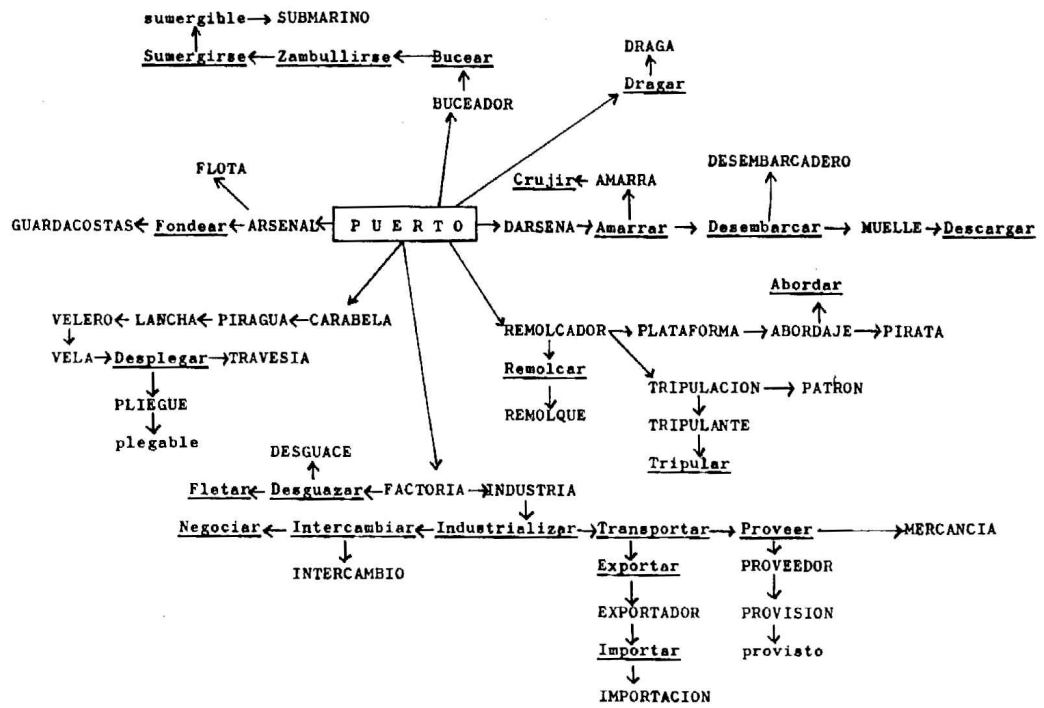 sumergible → SUBMARINO
DRAGA
Sumergirse ← Zambullirse ← Bucear
Dragar
BUCEADOR
DESEMBARCADERO
FLOTA
Crujir ← AMARRA
GUARDACOSTAS ← Fondear ← ARSENAL ← PUERTO → DARSENA → Amarrar → Desembarcar → MUELLE → Descargar
Abordar
VELERO ← LANCHA ← PIRAGUA ← CARABELA
REMOLCADOR → PLATAFORMA → ABORDAJE → PIRATA
VELA → Desplegar → TRAVESIA
Remolcar
TRIPULACION → PATRON
PLIEGUE
REMOLQUE
TRIPULANTE
plegable
DESGUACE
Tripular
Fletar ← Desguazar ← FACTORIA → INDUSTRIA
Negociar ← Intercambiar ← Industrializar → Transportar → Proveer → MERCANCIA
INTERCAMBIO
Exportar
PROVEEDOR
EXPORTADOR
PROVISION
Importar
provisto
IMPORTACION